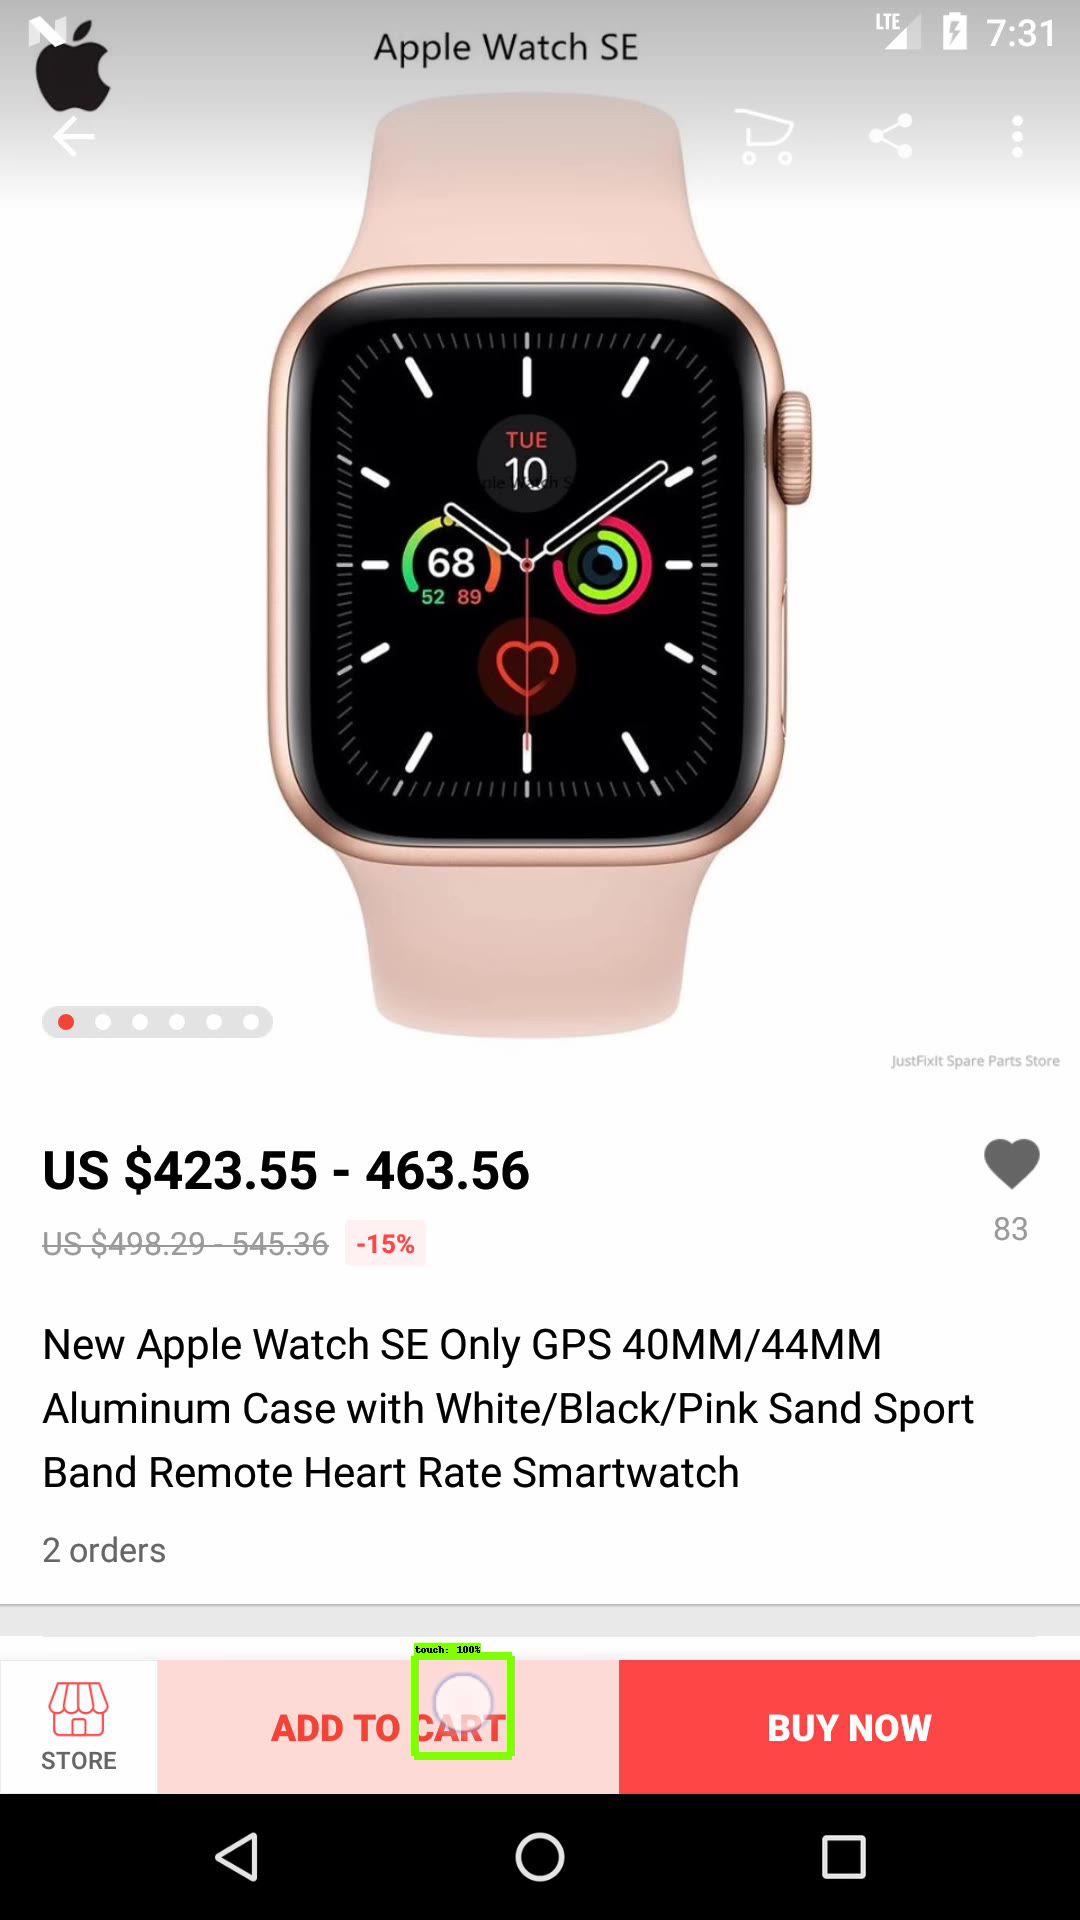 LTE
7:31
Apple Watch SE
TUE
10
68
52 89
JustFixIt Spare Parts Store
US $423.55 - 463.56
83
US $498.29 - 545.36 -15%
New Apple Watch SE Only GPS 40MM/44MM
Aluminum Case with White/Black/Pink Sand Sport
Band Remote Heart Rate Smartwatch
2 orders
touch: 100%
STORE
ADD TO CART
BUY NOW